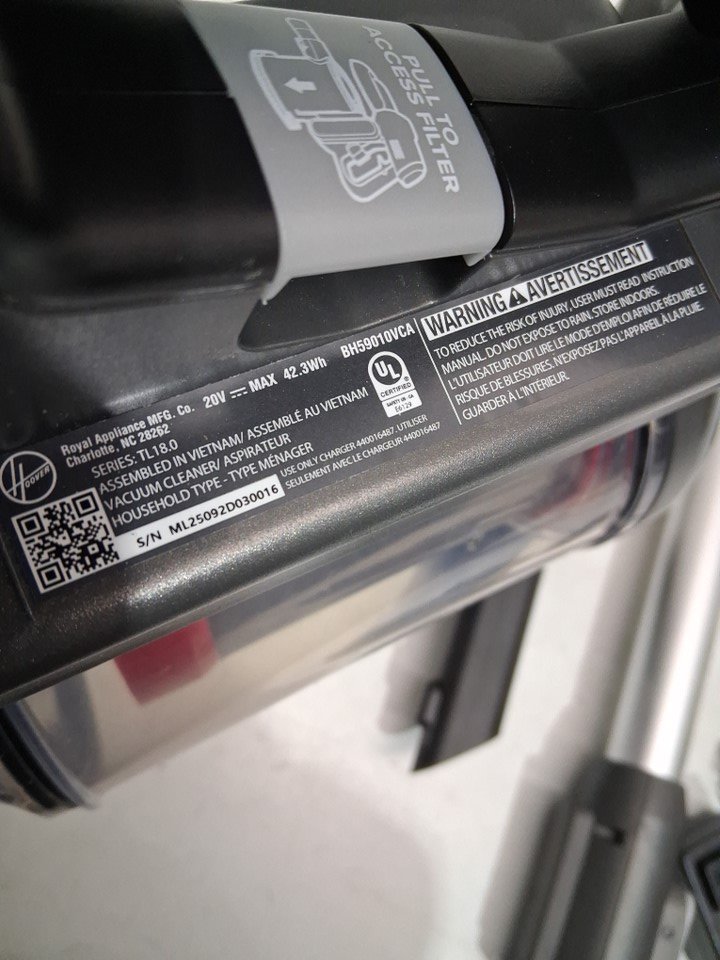 PULL TO
ACCESS FILTER
HOOVER
Royal Appliance MFG. Co.
Charlotte, NC 28262
20V MAX 42.3Wh BH59010VCA
SERIES: TL18.0
ASSEMBLED IN VIETNAM/ ASSEMBLÉ AU VIETNAM
VACUUM CLEANER/ ASPIRATEUR
HOUSEHOLD TYPE - TYPE MÉNAGER
USE ONLY CHARGER 440016487. UTILISER
SEULEMENT AVEC LE CHARGEUR 440016487
S/N ML25092D030016
UL
CERTIFIED
SAFETY US - CA
E6129
WARNING AVERTISSEMENT
TO REDUCE THE RISK OF INJURY, USER MUST READ INSTRUCTION
MANUAL. DO NOT EXPOSE TO RAIN. STORE INDOORS.
L'UTILISATEUR DOIT LIRE LE MODE D'EMPLOI AFIN DE RÉDUIRE LE
RISQUE DE BLESSURES. N'EXPOSEZ PAS L'APPAREIL À LA PLUIE.
GUARDER À L'INTÉRIEUR.